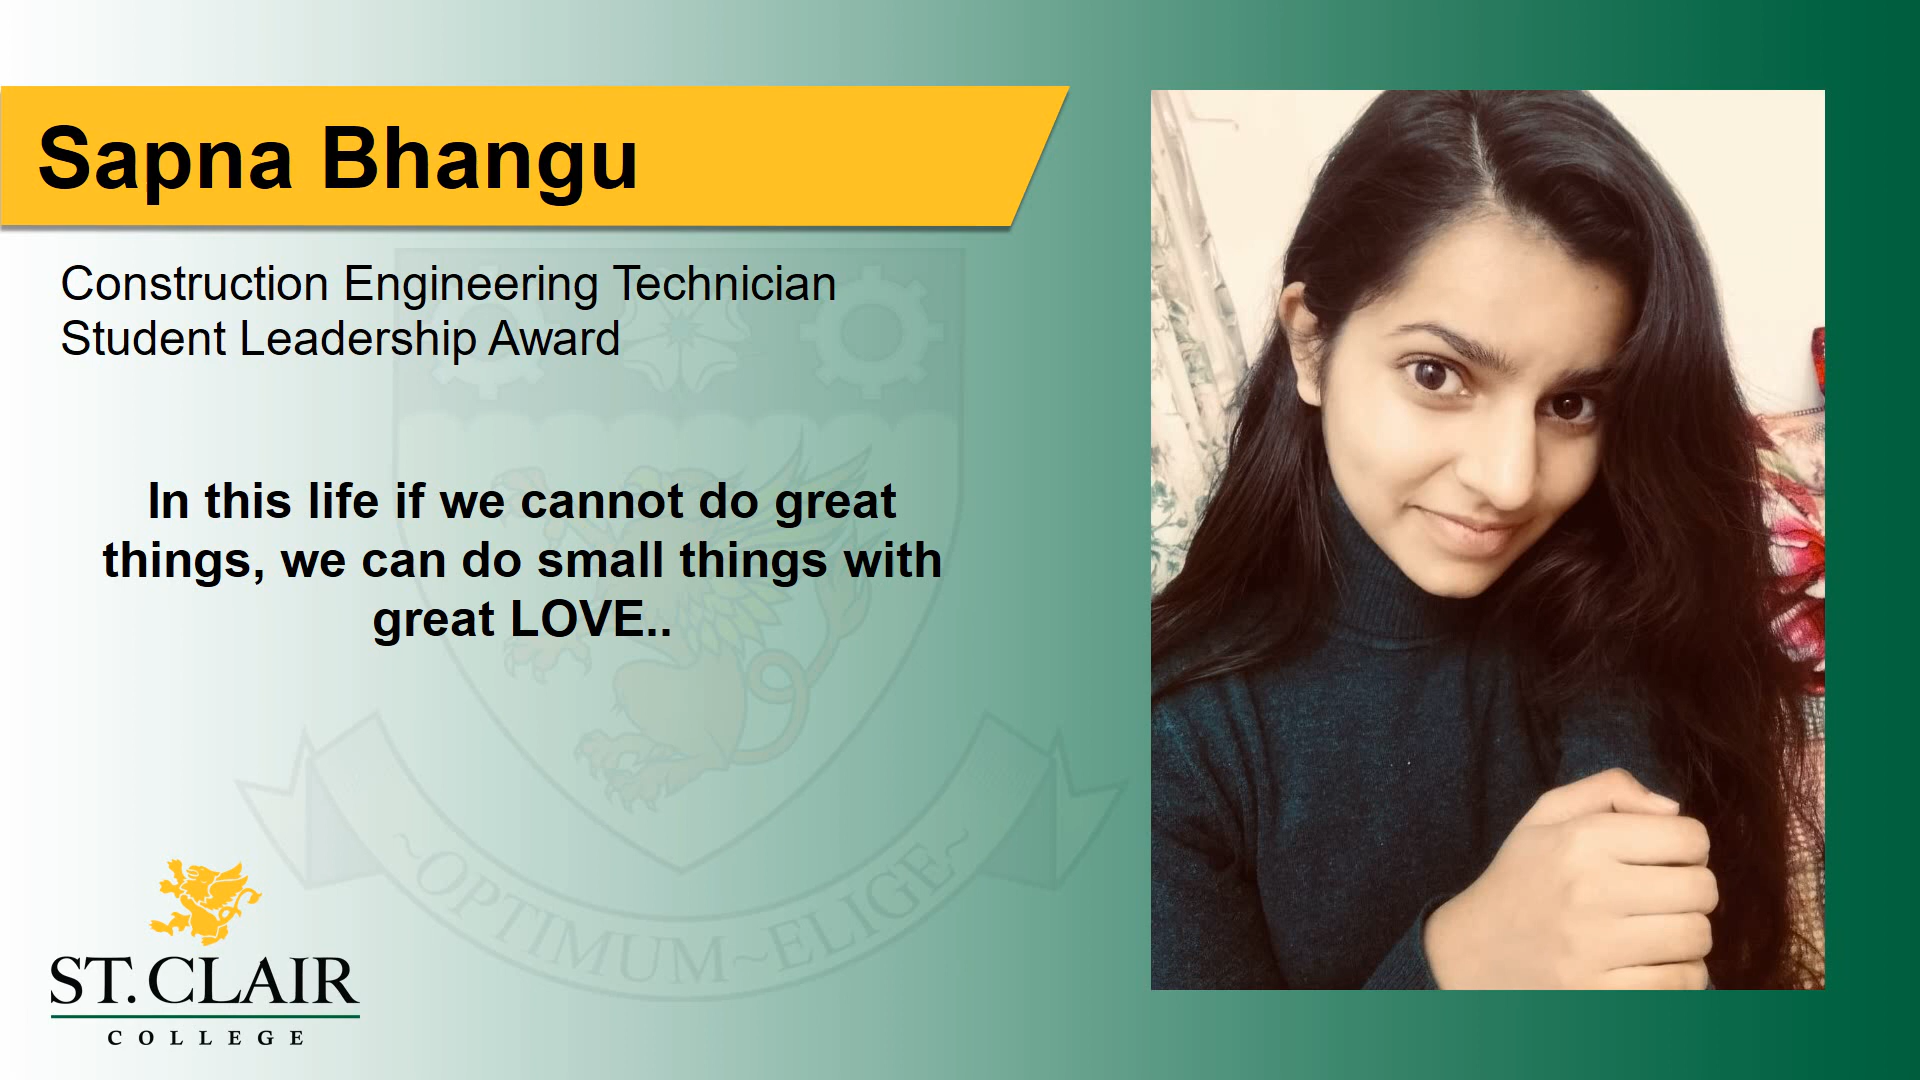 Sapna Bhangu
Construction Engineering Technician
Student Leadership Award
In this life if we cannot do great
things, we can do small things with
great LOVE..
~OPTIMUM~ELIGE~
ST. CLAIR
COLLEGE